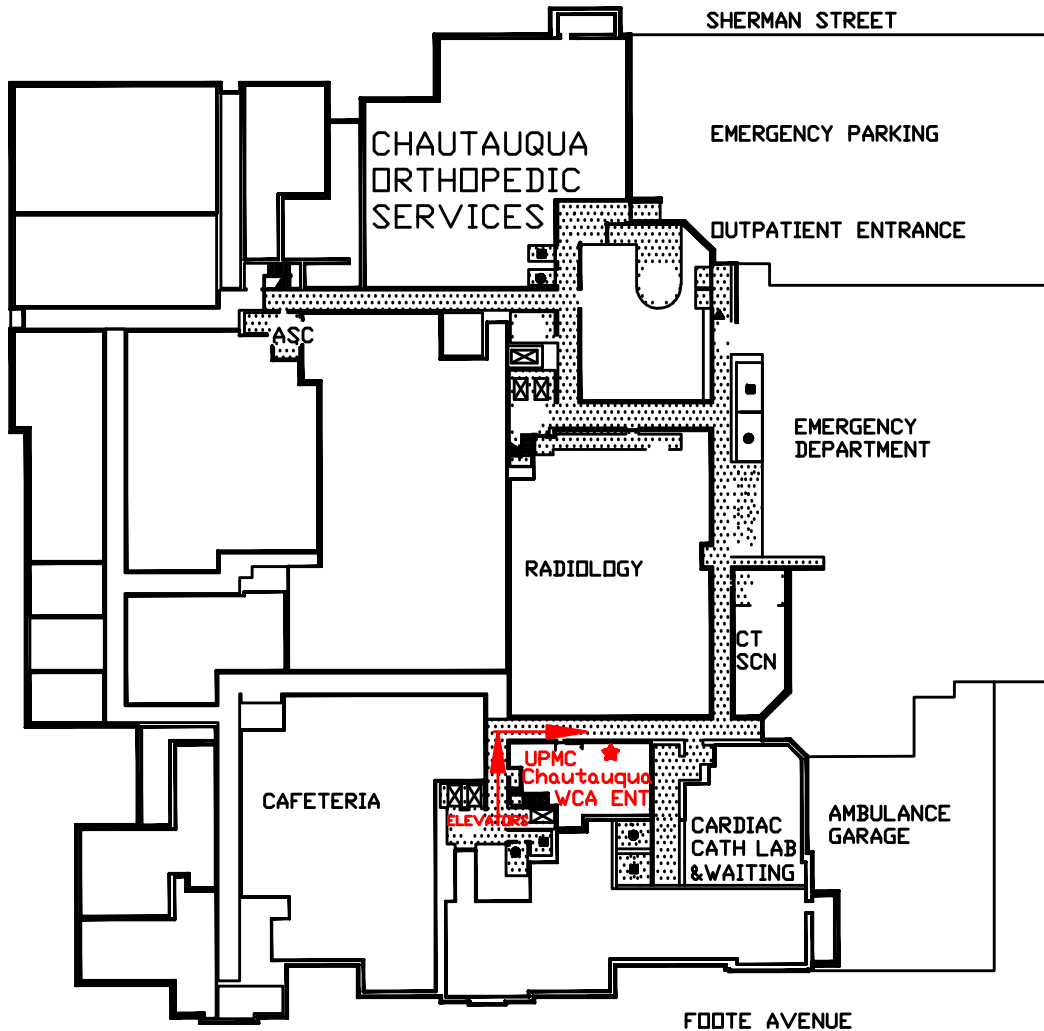 SHERMAN STREET
EMERGENCY PARKING
CHAUTAUQUA
ORTHOPEDIC
SERVICES
OUTPATIENT ENTRANCE
ASC
EMERGENCY
DEPARTMENT
RADIOLOGY
CT
SCN
UPMC
Chautauqua
WCA ENT
CAFETERIA
ELEVATORS
CARDIAC
CATH LAB
&WAITING
AMBULANCE
GARAGE
FOOTE AVENUE